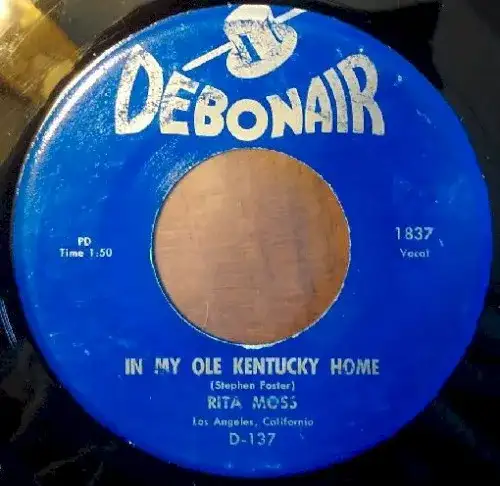 DEBONAIR
PD
Time 1:50
1837
Vocal
IN MY OLE KENTUCKY HOME
(Stephen Foster)
RITA MOSS
Los Angeles, California
D-137